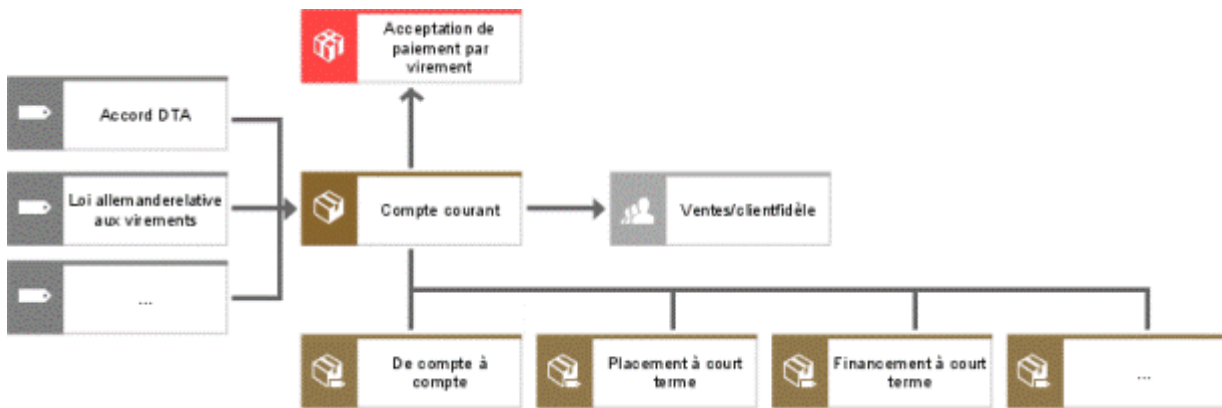 Acceptation de
paiement par
virement
Accord DTA
Loi allemanderelative
aux virements
Compte courant
Ventes/clientfidèle
...
De compte à
compte
Placement à court
terme
Financement à court
terme
...